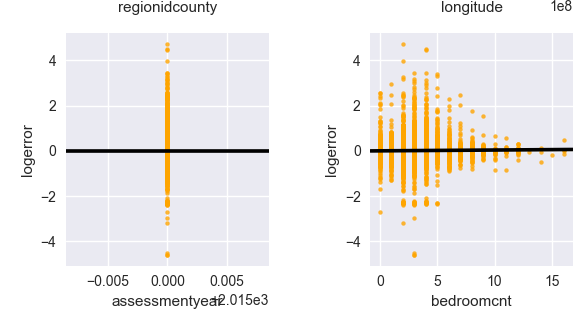 regionidcounty
longitude
1e8
4
2
0
−2
−4
logerror
−0.005
0.000
0.005
assessmentyear
+2.015e3
4
2
0
−2
−4
logerror
0
5
10
15
bedroomcnt